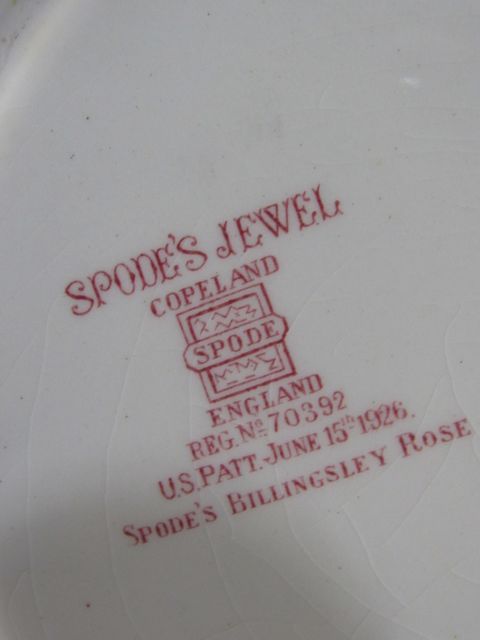 SPODE'S JEWEL
COPELAND
SPODE
ENGLAND
REG. No. 70392
U.S. PATT. JUNE 15th 1926.
SPODE'S BILLINGSLEY ROSE